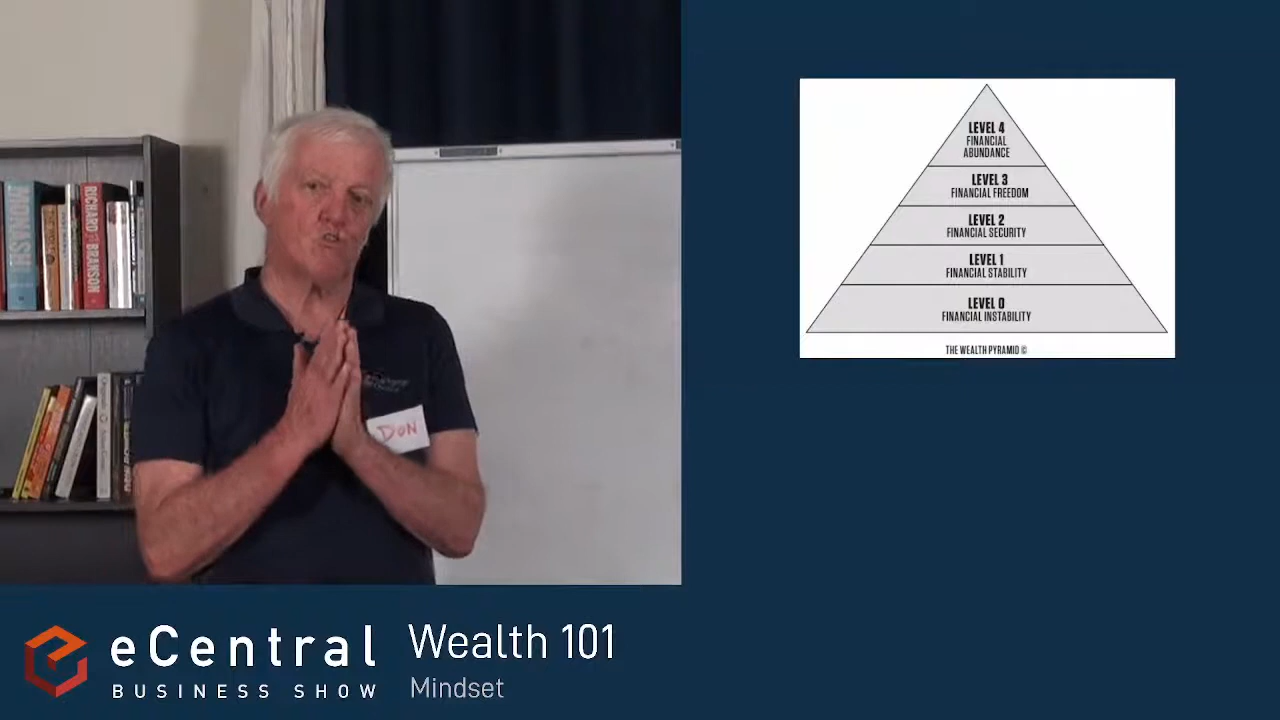 MONASH
RICHARD BRANSON
DON
LEVEL 4
FINANCIAL
ABUNDANCE
LEVEL 3
FINANCIAL FREEDOM
LEVEL 2
FINANCIAL SECURITY
LEVEL 1
FINANCIAL STABILITY
LEVEL 0
FINANCIAL INSTABILITY
THE WEALTH PYRAMID ©
eCentral
BUSINESS SHOW
Wealth 101
Mindset